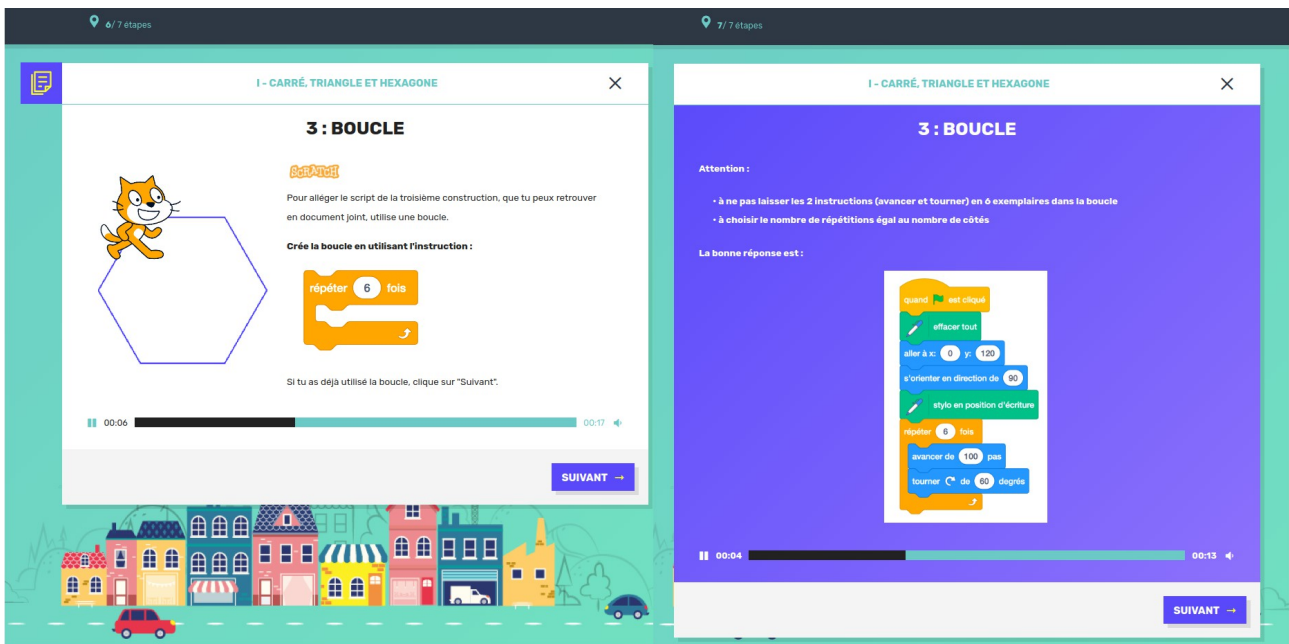 6/ 7 étapes
I - CARRÉ, TRIANGLE ET HEXAGONE
3 : BOUCLE
SCRATCH
Pour alléger le script de la troisième construction, que tu peux retrouver
en document joint, utilise une boucle.
Crée la boucle en utilisant l'instruction :
répéter 6 fois
Si tu as déjà utilisé la boucle, clique sur "Suivant".
00:06
00:17
SUIVANT →
7/ 7 étapes
I - CARRÉ, TRIANGLE ET HEXAGONE
3 : BOUCLE
Attention :
• à ne pas laisser les 2 instructions (avancer et tourner) en 6 exemplaires dans la boucle
• à choisir le nombre de répétitions égal au nombre de côtés
La bonne réponse est :
quand est cliqué
effacer tout
aller à x: 0 y: 120
s'orienter en direction de 90
stylo en position d'écriture
répéter 6 fois
avancer de 100 pas
tourner de 60 degrés
00:04
00:13
SUIVANT →